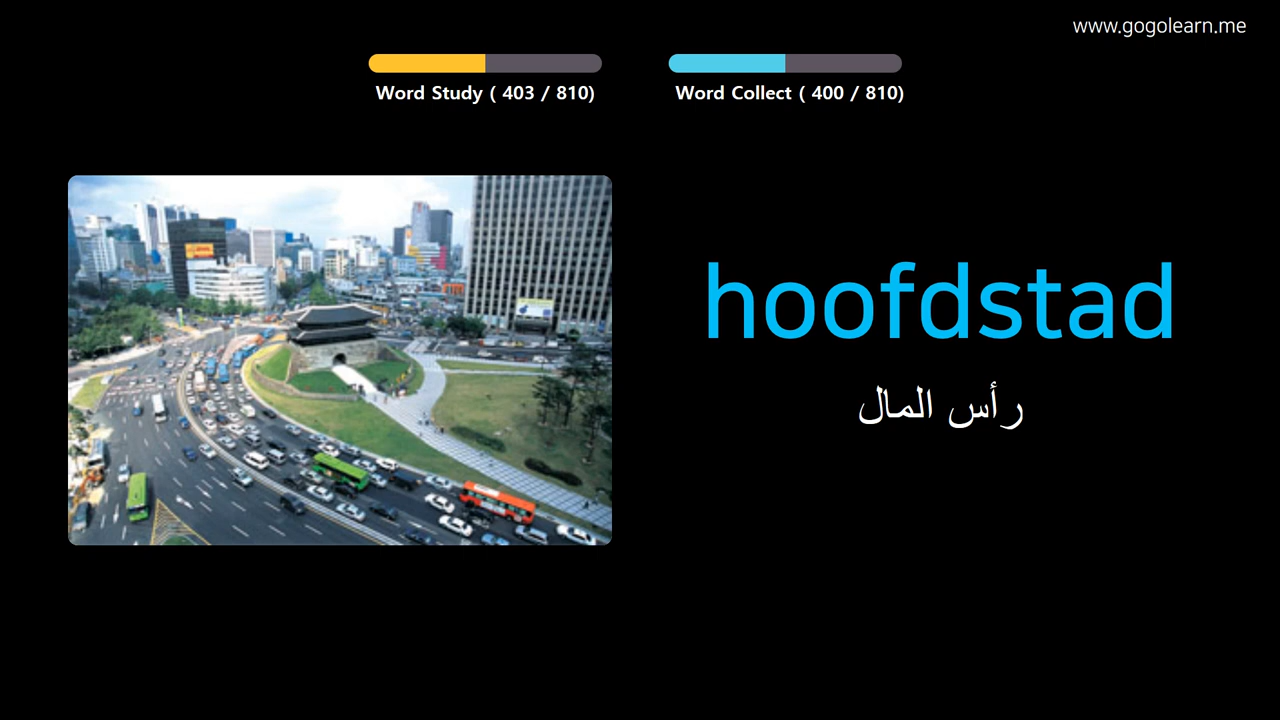 www.gogolearn.me
Word Study ( 403 / 810)
Word Collect ( 400 / 810)
hoofdstad
رأس المال